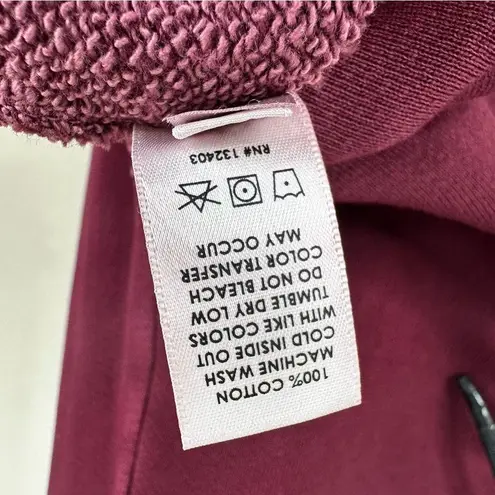 100% COTTON
MACHINE WASH
COLD INSIDE OUT
WITH LIKE COLORS
TUMBLE DRY LOW
DO NOT BLEACH
COLOR TRANSFER
MAY OCCUR
RN# 132403